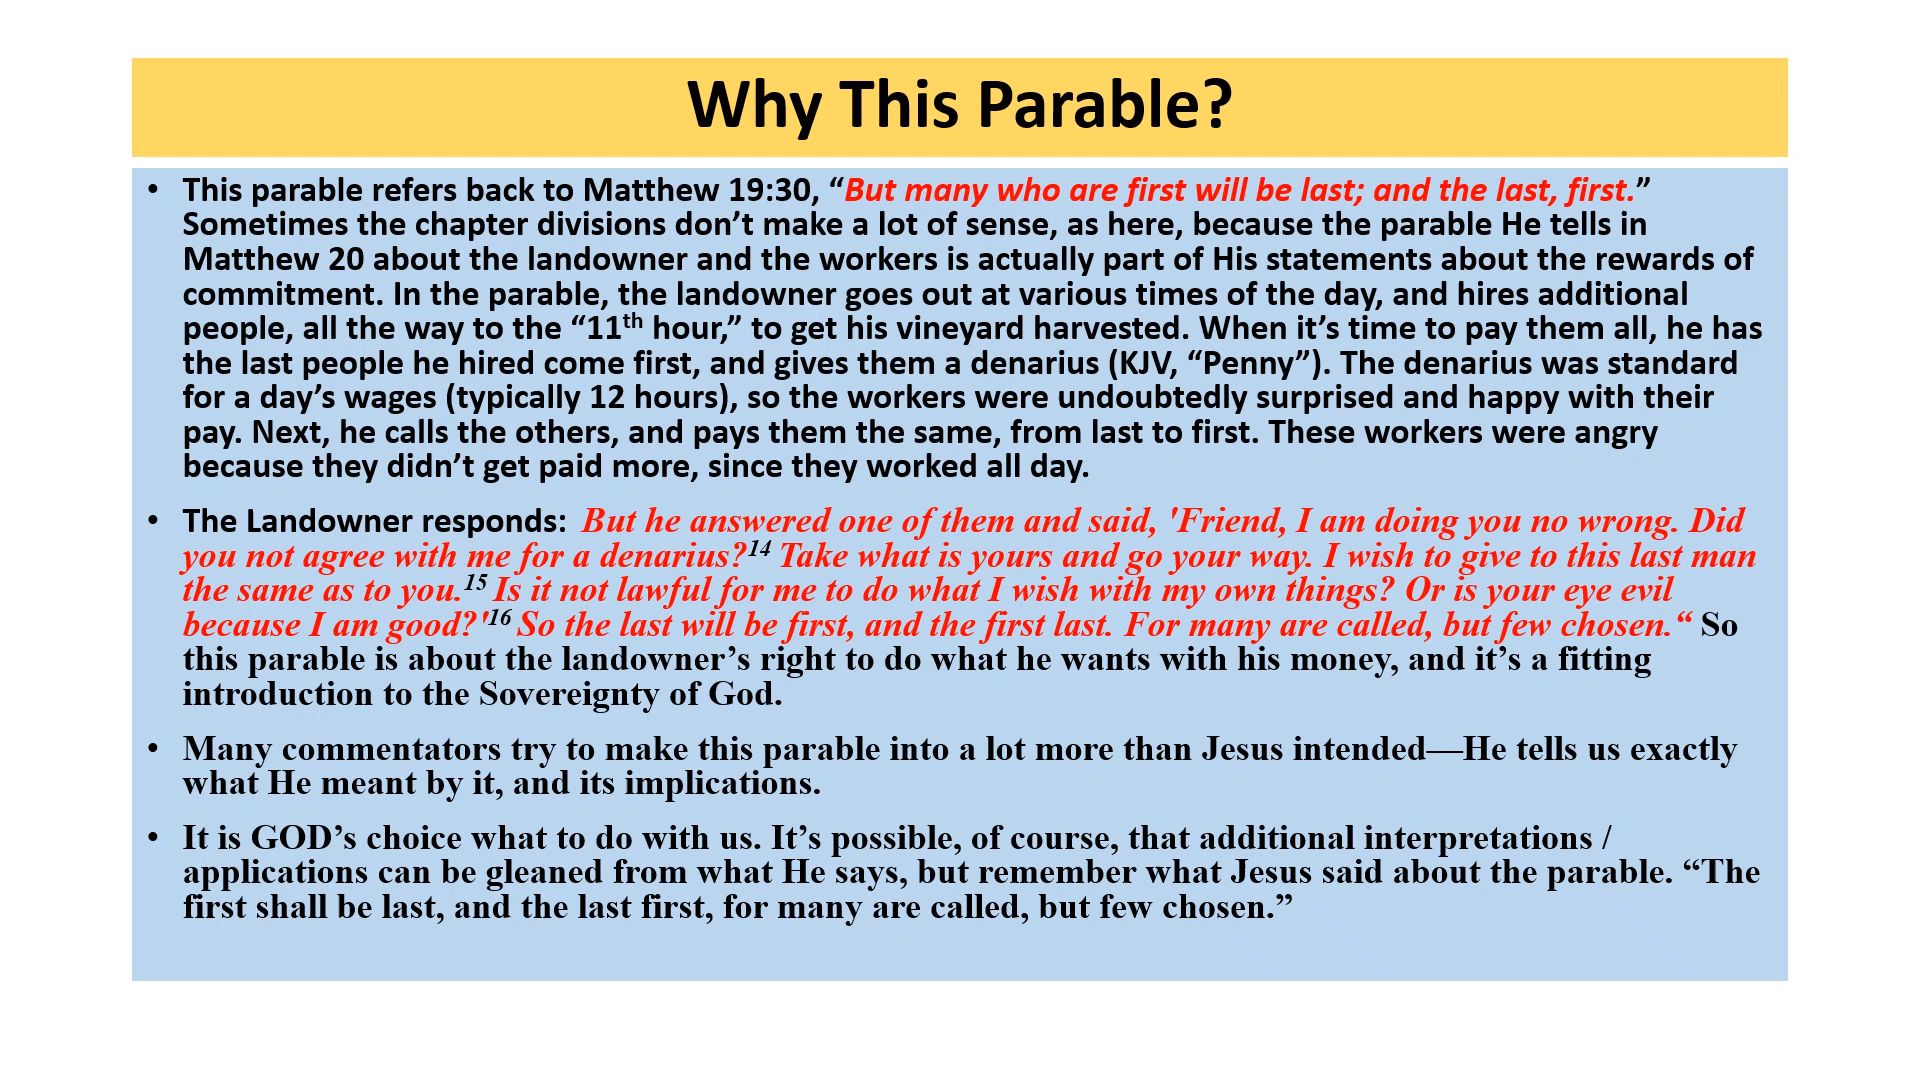 Why This Parable?
• This parable refers back to Matthew 19:30, “But many who are first will be last; and the last, first.”
Sometimes the chapter divisions don’t make a lot of sense, as here, because the parable He tells in
Matthew 20 about the landowner and the workers is actually part of His statements about the rewards of
commitment. In the parable, the landowner goes out at various times of the day, and hires additional
people, all the way to the “11th hour,” to get his vineyard harvested. When it’s time to pay them all, he has
the last people he hired come first, and gives them a denarius (KJV, “Penny”). The denarius was standard
for a day’s wages (typically 12 hours), so the workers were undoubtedly surprised and happy with their
pay. Next, he calls the others, and pays them the same, from last to first. These workers were angry
because they didn’t get paid more, since they worked all day.
• The Landowner responds: But he answered one of them and said, 'Friend, I am doing you no wrong. Did
you not agree with me for a denarius?14 Take what is yours and go your way. I wish to give to this last man
the same as to you.15 Is it not lawful for me to do what I wish with my own things? Or is your eye evil
because I am good?'16 So the last will be first, and the first last. For many are called, but few chosen.“ So
this parable is about the landowner’s right to do what he wants with his money, and it’s a fitting
introduction to the Sovereignty of God.
• Many commentators try to make this parable into a lot more than Jesus intended—He tells us exactly
what He meant by it, and its implications.
• It is GOD’s choice what to do with us. It’s possible, of course, that additional interpretations /
applications can be gleaned from what He says, but remember what Jesus said about the parable. “The
first shall be last, and the last first, for many are called, but few chosen.”